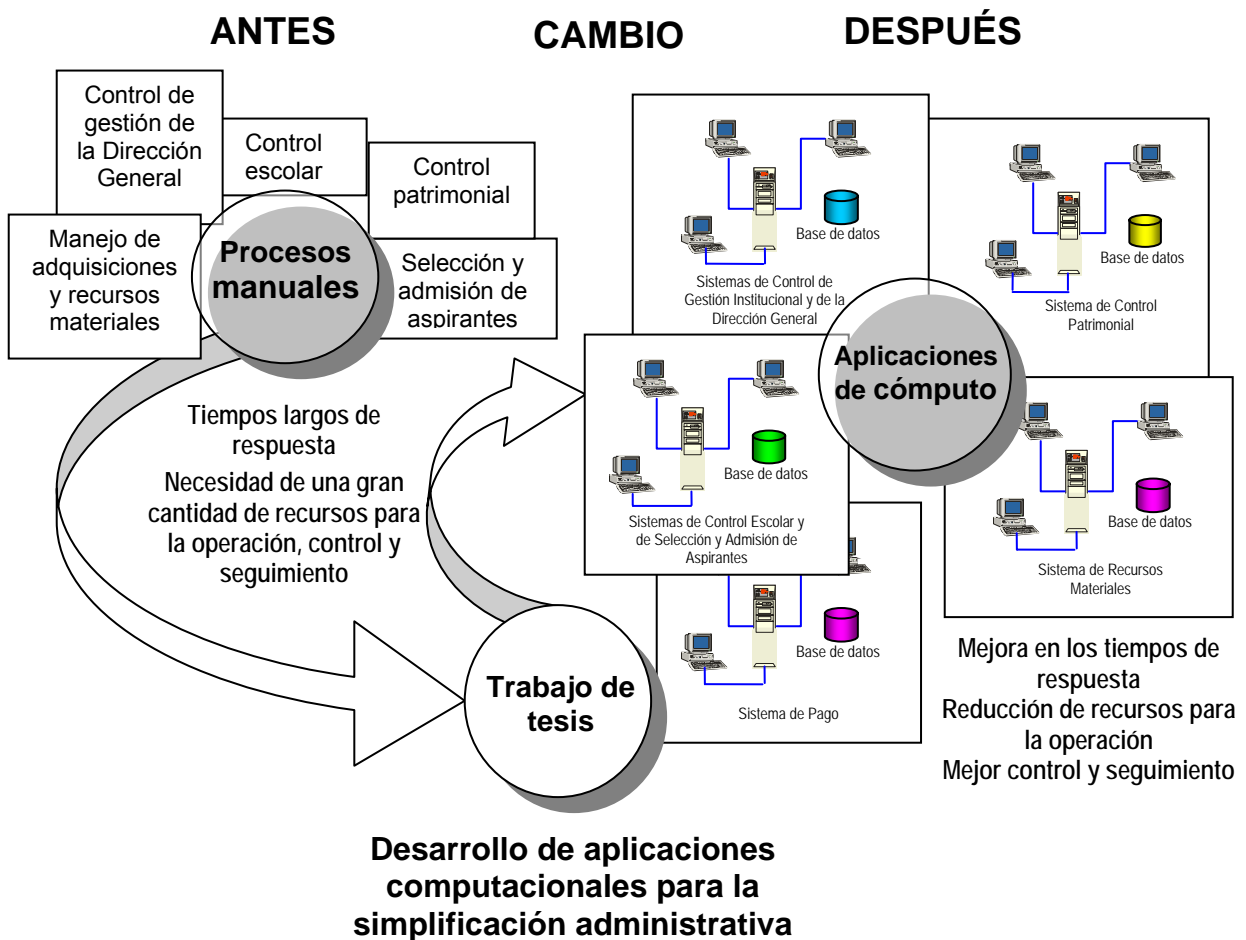 ANTES
CAMBIO
DESPUÉS
Control de
gestión de
la Dirección
General
Control
escolar
Control
patrimonial
Manejo de
adquisiciones
y recursos
materiales
Procesos
manuales
Selección y
admisión de
aspirantes
Tiempos largos de
respuesta
Necesidad de una gran
cantidad de recursos para
la operación, control y
seguimiento
Trabajo de
tesis
Desarrollo de aplicaciones
computacionales para la
simplificación administrativa
Base de datos
Sistemas de Control de
Gestión Institucional y de la
Dirección General
Base de datos
Sistema de Control
Patrimonial
Aplicaciones
de cómputo
Base de datos
Sistemas de Control Escolar y
de Selección y Admisión de
Aspirantes
Base de datos
Sistema de Recursos
Materiales
Base de datos
Sistema de Pago
Mejora en los tiempos de
respuesta
Reducción de recursos para
la operación
Mejor control y seguimiento